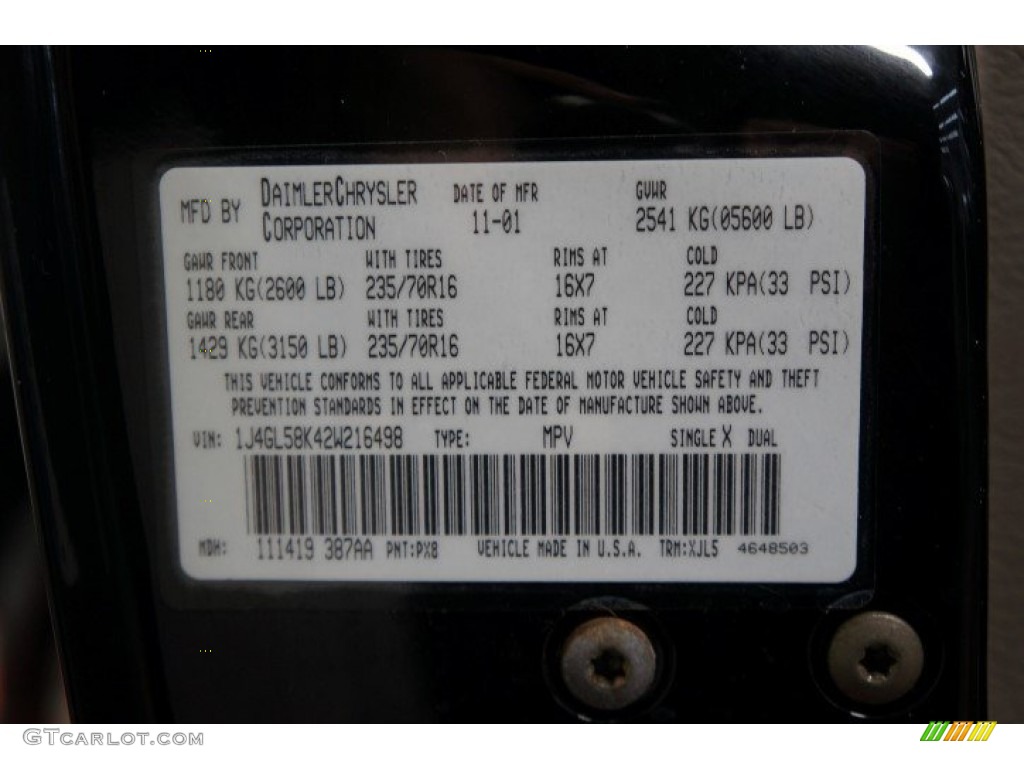 MFD BY DAIMLERCHRYSLER CORPORATION DATE OF MFR 11-01 GVWR 2541 KG(05600 LB)
GAWR FRONT WITH TIRES RIMS AT COLD
1180 KG(2600 LB) 235/70R16 16X7 227 KPA(33 PSI)
GAWR REAR WITH TIRES RIMS AT COLD
1429 KG(3150 LB) 235/70R16 16X7 227 KPA(33 PSI)
THIS VEHICLE CONFORMS TO ALL APPLICABLE FEDERAL MOTOR VEHICLE SAFETY AND THEFT
PREVENTION STANDARDS IN EFFECT ON THE DATE OF MANUFACTURE SHOWN ABOVE.
VIN: 1J4GL58K42W216498 TYPE: MPV SINGLE X DUAL
MDH: 111419 387AA PNT:PX8 VEHICLE MADE IN U.S.A. TRM:XJL5 4648503
GTCarlot.com